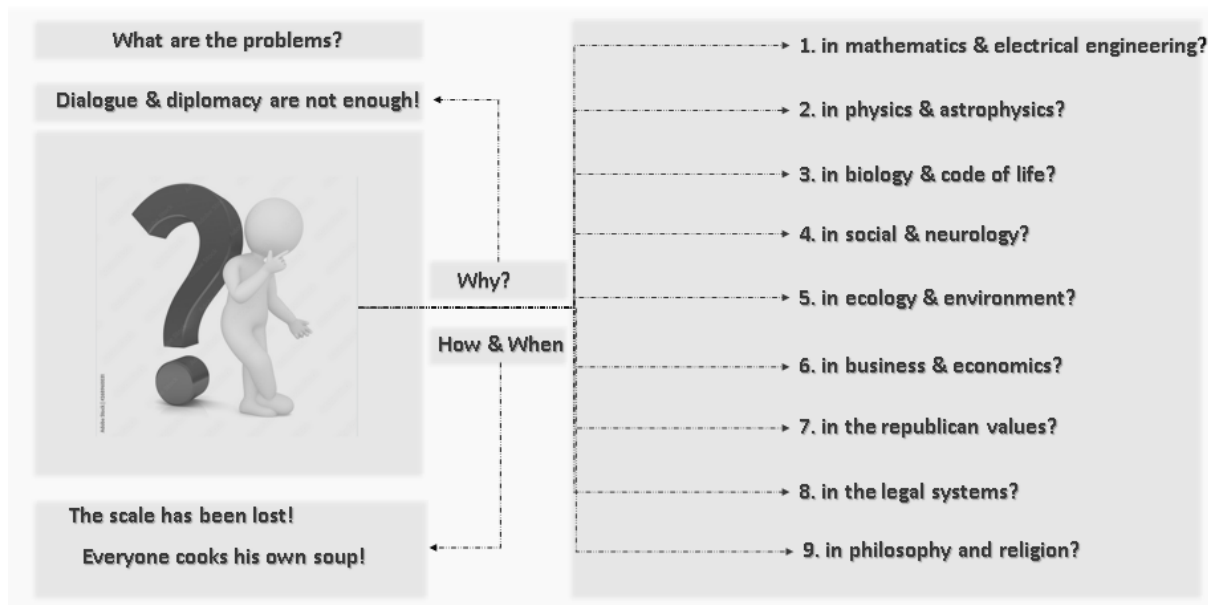 What are the problems?
Dialogue & diplomacy are not enough!
Why?
How & When
The scale has been lost!
Everyone cooks his own soup!
1. in mathematics & electrical engineering?
2. in physics & astrophysics?
3. in biology & code of life?
4. in social & neurology?
5. in ecology & environment?
6. in business & economics?
7. in the republican values?
8. in the legal systems?
9. in philosophy and religion?
Adobe Stock